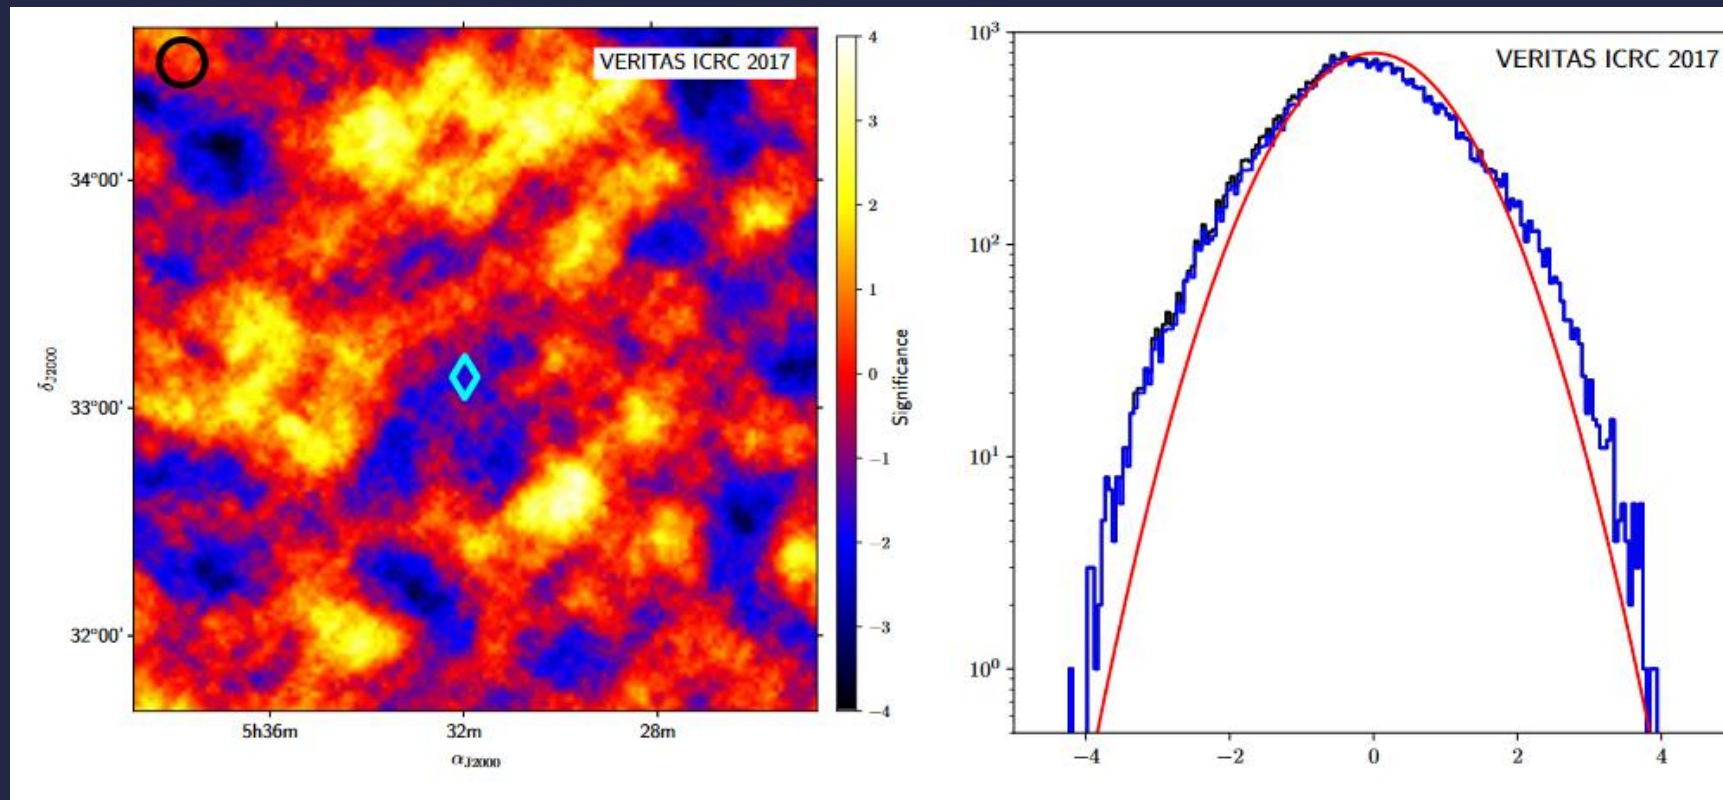 VERITAS ICRC 2017
34°00'
33°00'
32°00'
δJ2000
5h36m
32m
28m
αJ2000
4
3
2
1
0
−1
−2
−3
−4
Significance
VERITAS ICRC 2017
10³
10²
10¹
10⁰
−4
−2
0
2
4